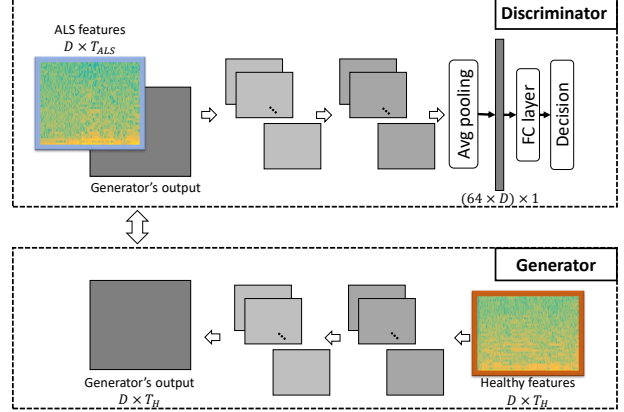 Discriminator
ALS features
D × T_ALS
Generator's output
Avg pooling
FC layer
Decision
(64 × D) × 1
Generator
Generator's output
D × T_H
Healthy features
D × T_H